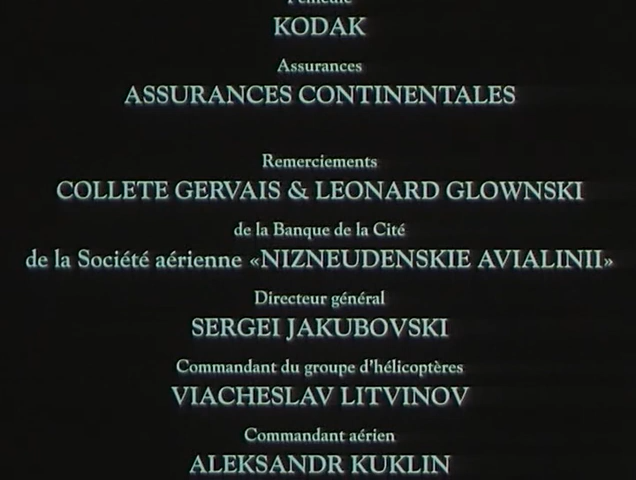 Pellicule
KODAK
Assurances
ASSURANCES CONTINENTALES
Remerciements
COLLETE GERVAIS & LEONARD GLOWNSKI
de la Banque de la Cité
de la Société aérienne «NIZNEUDENSKIE AVIALINII»
Directeur général
SERGEI JAKUBOVSKI
Commandant du groupe d'hélicoptères
VIACHESLAV LITVINOV
Commandant aérien
ALEKSANDR KUKLIN